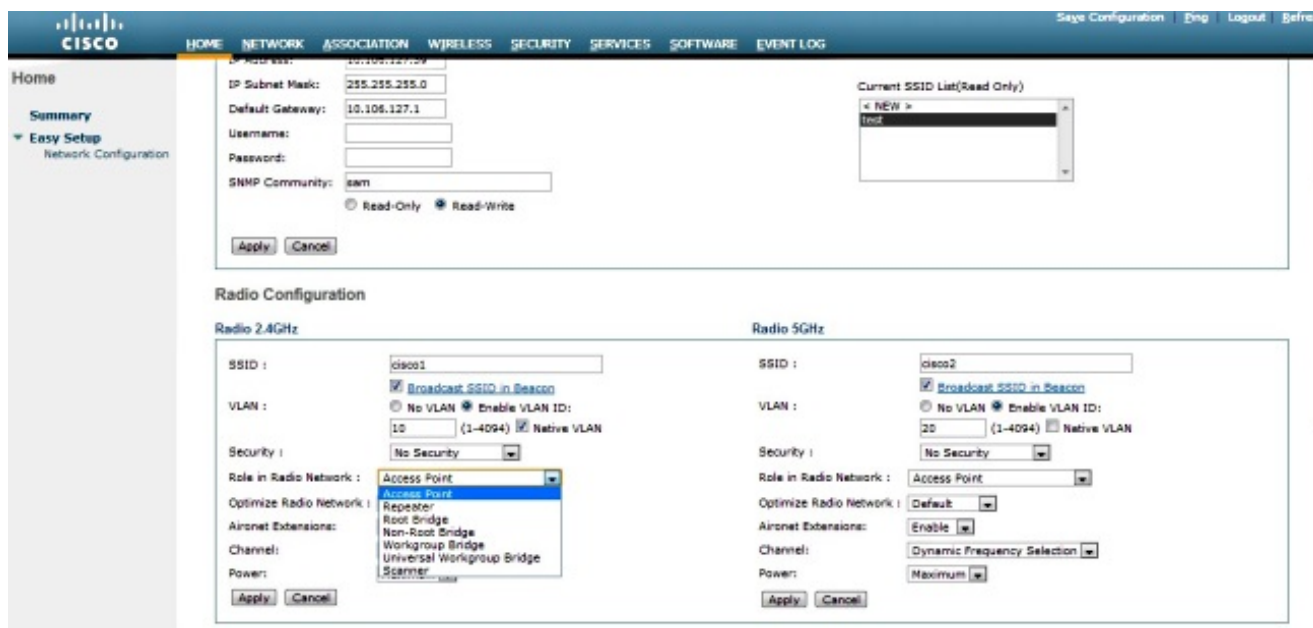 Save Configuration Ping Logout Refre
CISCO
HOME NETWORK ASSOCIATION WIRELESS SECURITY SERVICES SOFTWARE EVENT LOG
Home
Summary
Easy Setup
Network Configuration
IP Address: 10.106.127.39
IP Subnet Mask: 255.255.255.0
Default Gateway: 10.106.127.1
Username:
Password:
SNMP Community: sam
Read-Only Read-Write
Apply Cancel
Current SSID List(Read Only)
< NEW >
test
Radio Configuration
Radio 2.4GHz
SSID : cisco1
Broadcast SSID in Beacon
VLAN : No VLAN Enable VLAN ID:
10 (1-4094) Native VLAN
Security : No Security
Role in Radio Network : Access Point
Access Point
Repeater
Root Bridge
Non-Root Bridge
Workgroup Bridge
Universal Workgroup Bridge
Scanner
Optimize Radio Network :
Aironet Extensions:
Channel:
Power:
Apply Cancel
Radio 5GHz
SSID : cisco2
Broadcast SSID in Beacon
VLAN : No VLAN Enable VLAN ID:
20 (1-4094) Native VLAN
Security : No Security
Role in Radio Network : Access Point
Optimize Radio Network : Default
Aironet Extensions: Enable
Channel: Dynamic Frequency Selection
Power: Maximum
Apply Cancel